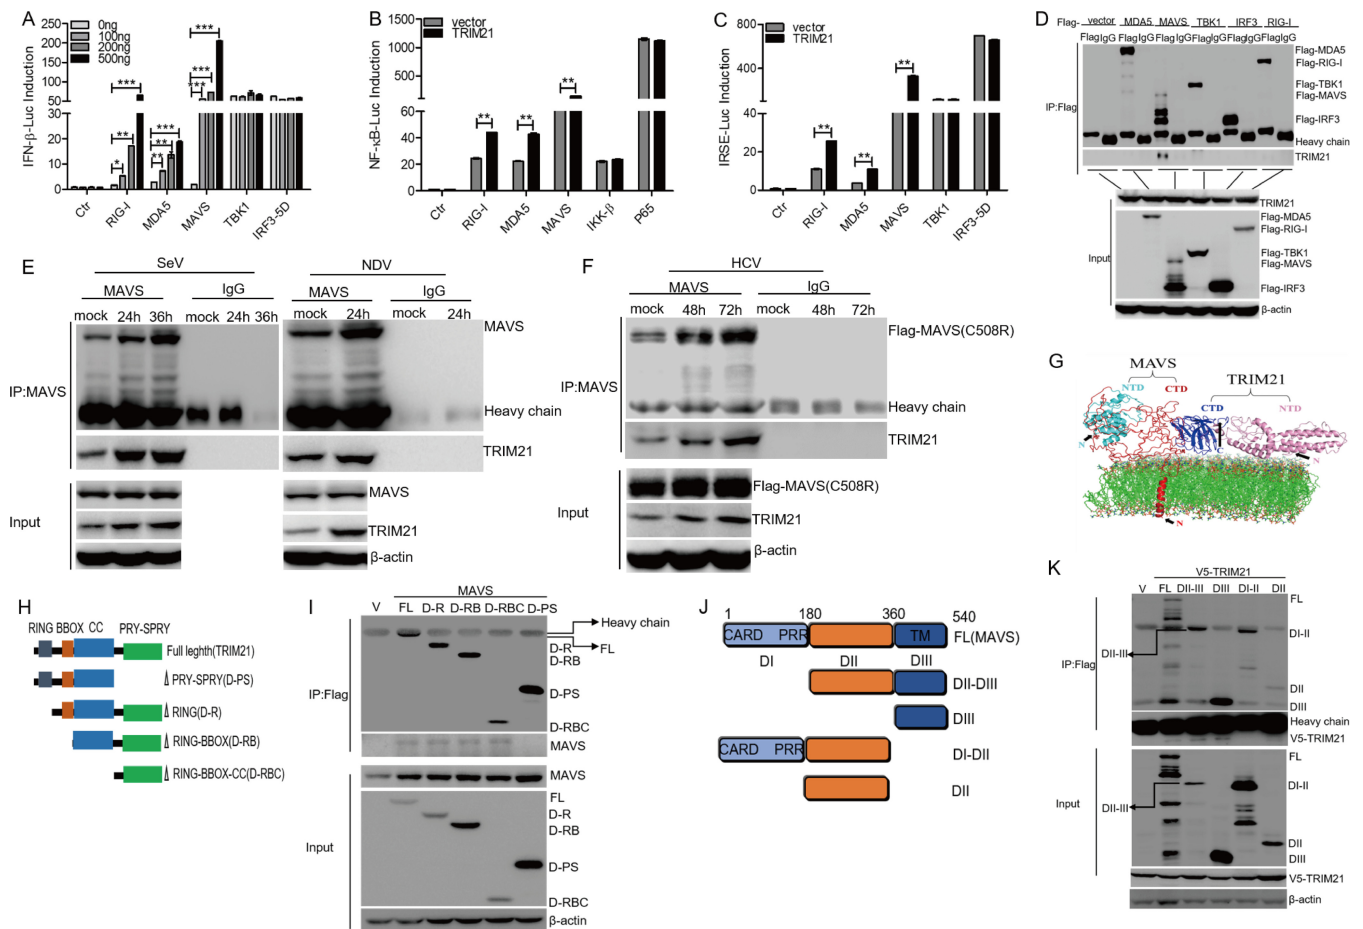 A
IFN-β-Luc Induction
0ng
100ng
200ng
500ng
250
200
150
100
50
30
20
10
0
*
**
***
***
**
**
***
***
***
Ctr
RIG-I
MDA5
MAVS
TBK1
IRF3-5D
B
NF-κB-Luc Induction
vector
TRIM21
1500
1000
500
60
40
20
0
**
**
**
Ctr
RIG-I
MDA5
MAVS
IKK-β
P65
C
IRSE-Luc Induction
vector
TRIM21
800
600
400
200
40
20
0
**
**
**
Ctr
RIG-I
MDA5
MAVS
TBK1
IRF3-5D
D
Flag- vector MDA5 MAVS TBK1 IRF3 RIG-I
Flag IgG Flag IgG Flag IgG Flag IgG Flag IgG Flag IgG
IP:Flag
Flag-MDA5
Flag-RIG-I
Flag-TBK1
Flag-MAVS
Flag-IRF3
Heavy chain
TRIM21
Input
TRIM21
Flag-MDA5
Flag-RIG-I
Flag-TBK1
Flag-MAVS
Flag-IRF3
β-actin
E
SeV NDV
MAVS IgG MAVS IgG
mock 24h 36h mock 24h 36h mock 24h mock 24h
IP:MAVS
MAVS
Heavy chain
TRIM21
Input
MAVS
TRIM21
β-actin
F
HCV
MAVS IgG
mock 48h 72h mock 48h 72h
IP:MAVS
Flag-MAVS(C508R)
Heavy chain
TRIM21
Input
Flag-MAVS(C508R)
TRIM21
β-actin
G
MAVS
NTD CTD
TRIM21
CTD NTD
N
C
N
N
H
RING BBOX CC PRY-SPRY
Full leghth(TRIM21)
Δ PRY-SPRY(D-PS)
Δ RING(D-R)
Δ RING-BBOX(D-RB)
Δ RING-BBOX-CC(D-RBC)
I
MAVS
V FL D-R D-RB D-RBC D-PS
IP:Flag
Heavy chain
FL
D-R
D-RB
D-PS
D-RBC
MAVS
Input
MAVS
FL
D-R
D-RB
D-PS
D-RBC
β-actin
J
1 180 360 540
CARD PRR TM FL(MAVS)
DI DII DIII
DII-DIII
DIII
CARD PRR DI-DII
DII
K
V5-TRIM21
V FL DII-III DIII DI-II DII
IP:Flag
FL
DI-II
DII-III
DII
DIII
Heavy chain
V5-TRIM21
Input
FL
DI-II
DII-III
DII
DIII
V5-TRIM21
β-actin